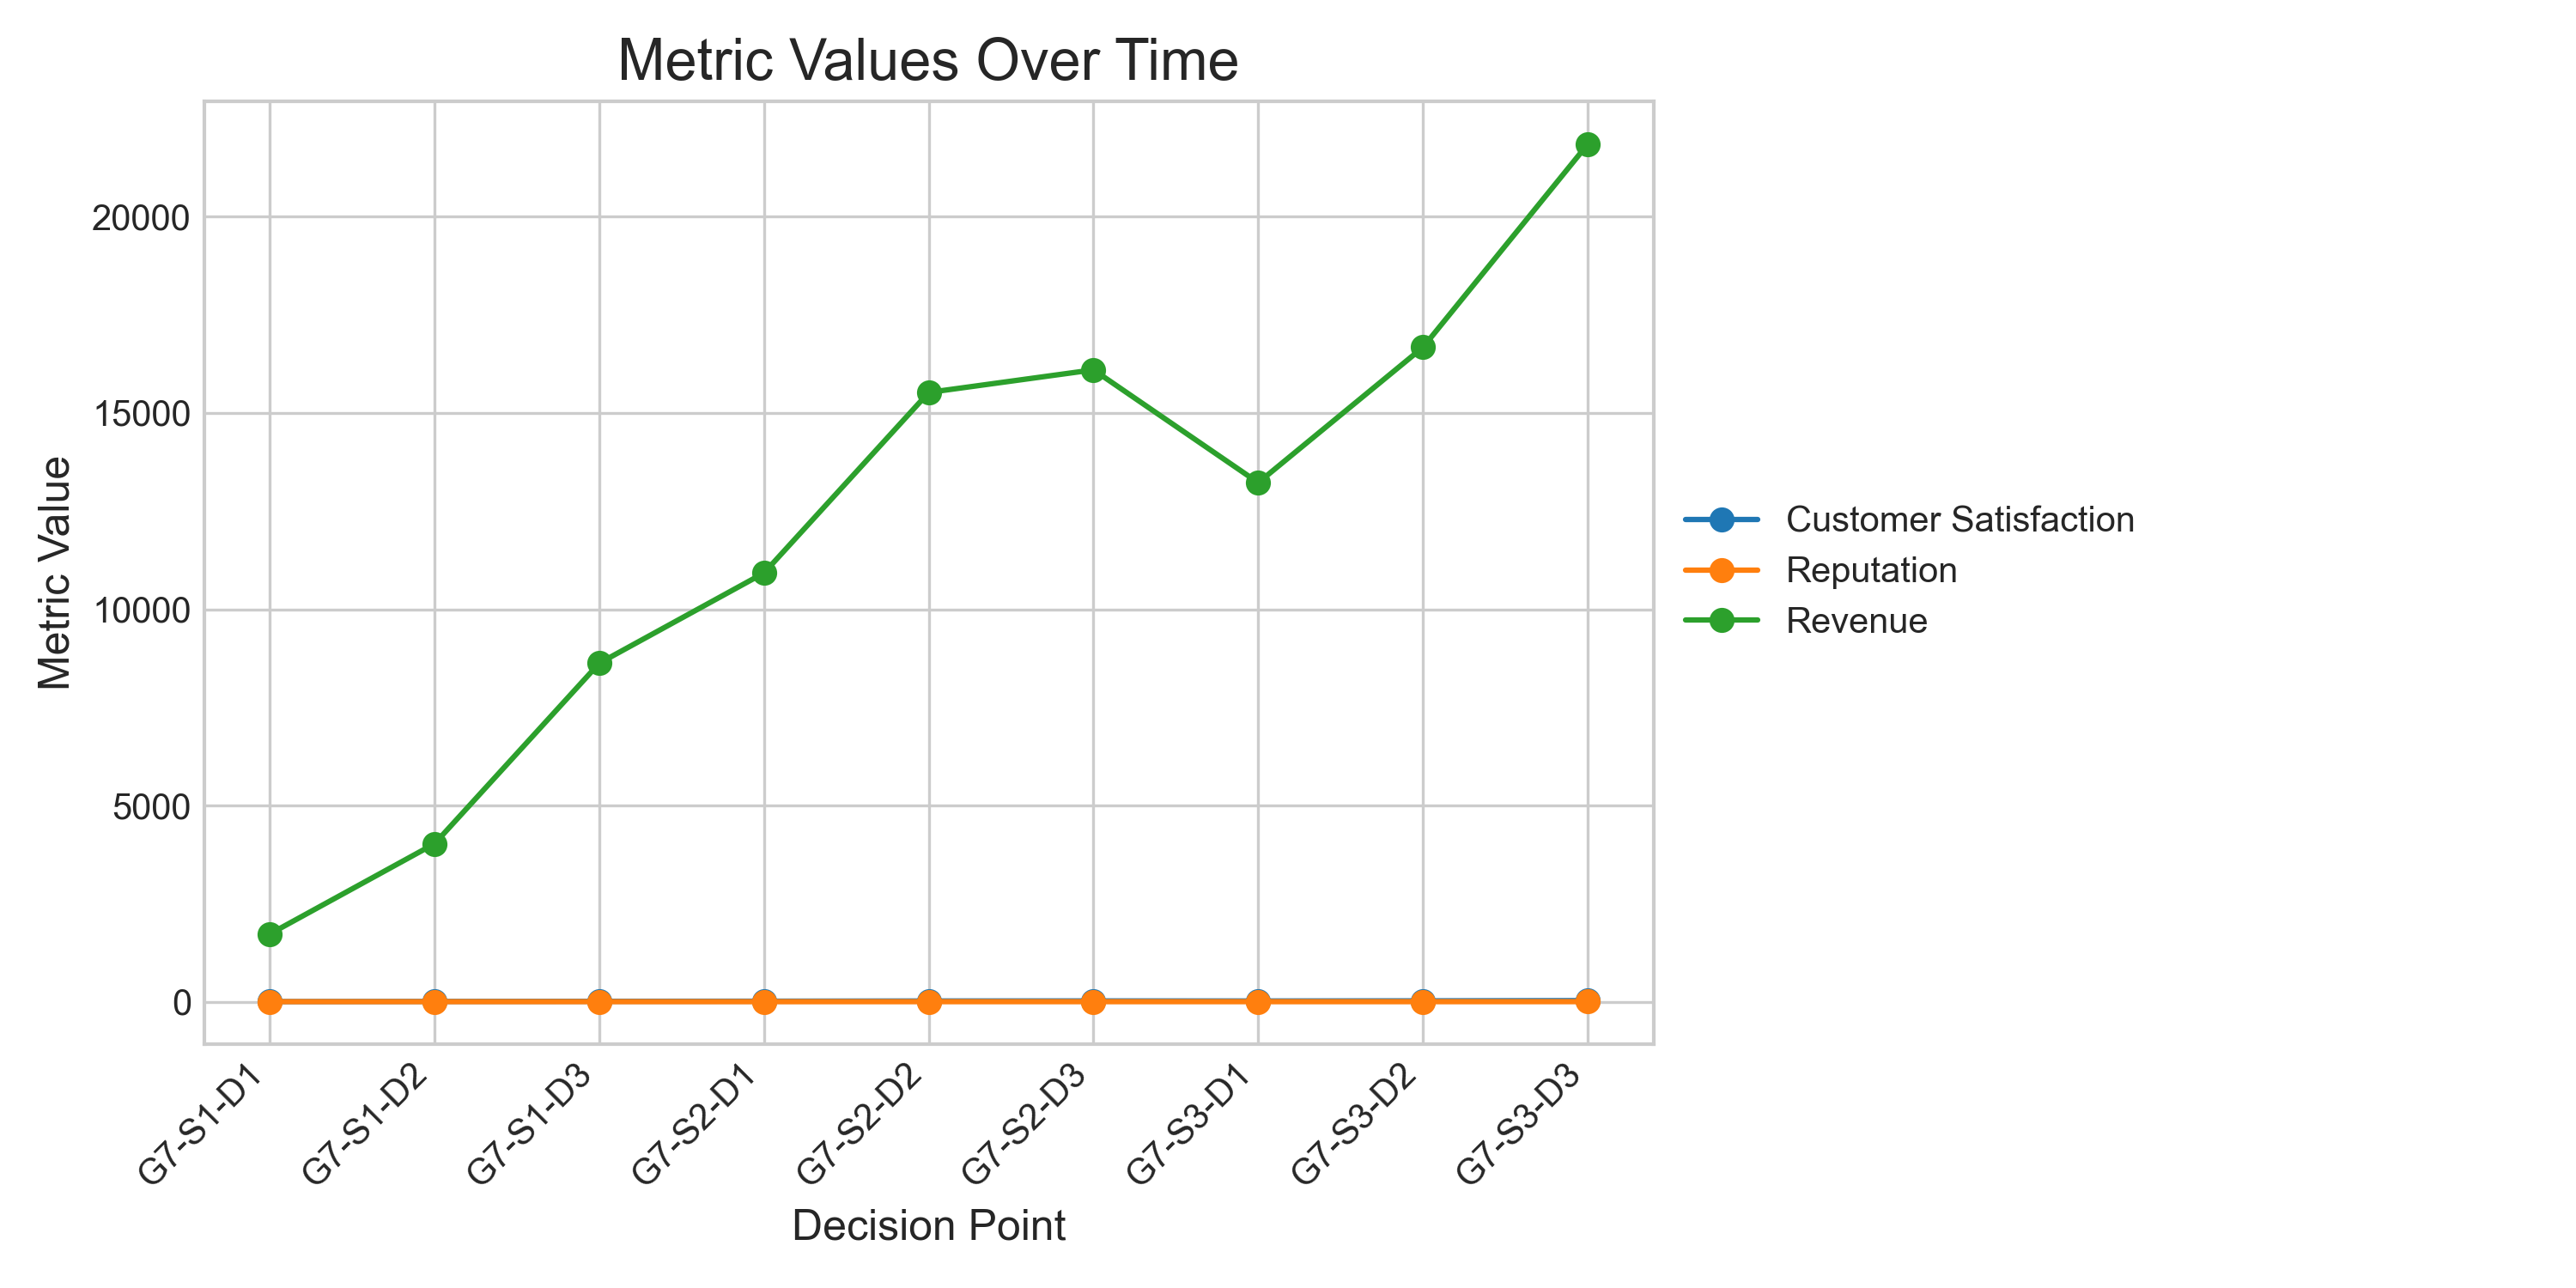 Metric Values Over Time
Metric Value
20000
15000
10000
5000
0
G7-S1-D1
G7-S1-D2
G7-S1-D3
G7-S2-D1
G7-S2-D2
G7-S2-D3
G7-S3-D1
G7-S3-D2
G7-S3-D3
Decision Point
Customer Satisfaction
Reputation
Revenue